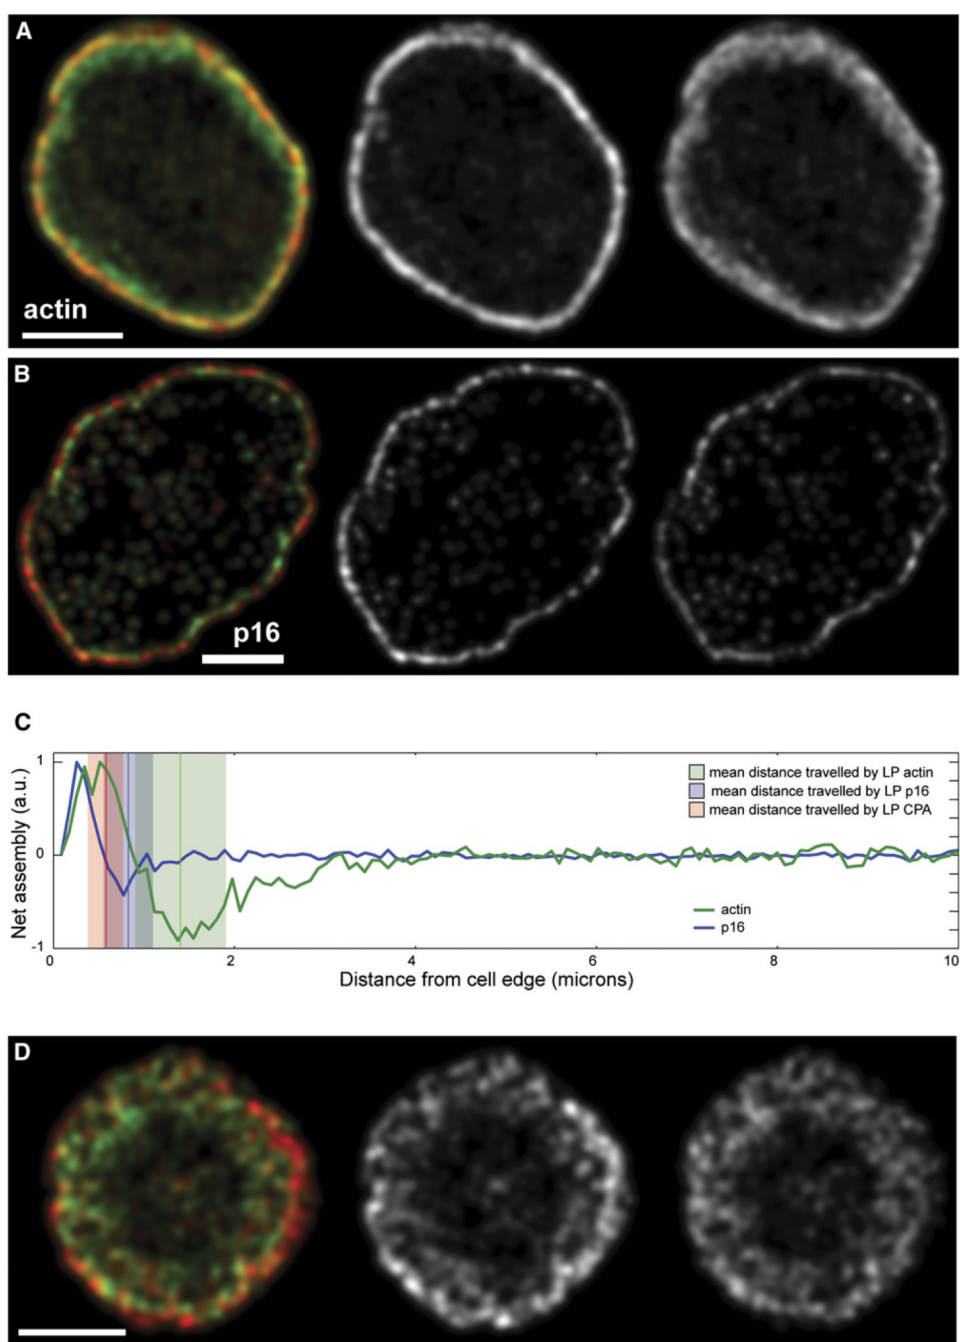 A
actin
B
p16
C
Net assembly (a.u.)
1
0
-1
mean distance travelled by LP actin
mean distance travelled by LP p16
mean distance travelled by LP CPA
actin
p16
0 2 4 6 8 10
Distance from cell edge (microns)
D